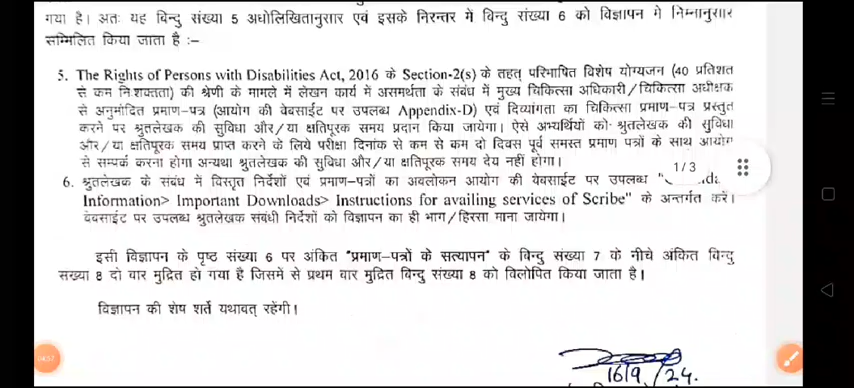 गया है। अतः यह बिन्दु संख्या 5 अधोलिखितानुसार एवं इसके निरन्तर में बिन्दु संख्या 6 को विज्ञापन में निम्नानुसार
सम्मिलित किया जाता है :–
5. The Rights of Persons with Disabilities Act, 2016 के Section-2(s) के तहत् परिभाषित विशेष योग्यजन (40 प्रतिशत
से कम निःशक्तता) की श्रेणी के मामले में लेखन कार्य में असमर्थता के संबंध में मुख्य चिकित्सा अधिकारी/चिकित्सा अधीक्षक
से अनुमोदित प्रमाण-पत्र (आयोग की वेबसाईट पर उपलब्ध Appendix-D) एवं दिव्यांगता का चिकित्सा प्रमाण-पत्र प्रस्तुत
करने पर श्रुतलेखक की सुविधा और/या क्षतिपूरक समय प्रदान किया जायेगा। ऐसे अभ्यर्थियों को श्रुतलेखक की सुविधा
और/या क्षतिपूरक समय प्राप्त करने के लिये परीक्षा दिनांक से कम से कम दो दिवस पूर्व समस्त प्रमाण पत्रों के साथ आयोग
से सम्पर्क करना होगा अन्यथा श्रुतलेखक की सुविधा और/या क्षतिपूरक समय देय नहीं होगा।
1/3
6. श्रुतलेखक के संबंध में विस्तृत निर्देशों एवं प्रमाण-पत्रों का अवलोकन आयोग की वेबसाईट पर उपलब्ध
Information> Important Downloads> Instructions for availing services of Scribe" के अन्तर्गत करें।
वेबसाईट पर उपलब्ध श्रुतलेखक संबंधी निर्देशों को विज्ञापन का ही भाग/हिस्सा माना जायेगा।
इसी विज्ञापन के पृष्ठ संख्या 6 पर अंकित "प्रमाण-पत्रों के सत्यापन" के बिन्दु संख्या 7 के नीचे अंकित बिन्दु
संख्या 8 दो बार मुद्रित हो गया है जिसमें से प्रथम बार मुद्रित बिन्दु संख्या 8 को विलोपित किया जाता है।
विज्ञापन की शेष शर्ते यथावत् रहेंगी।
04:57
16/9/24.